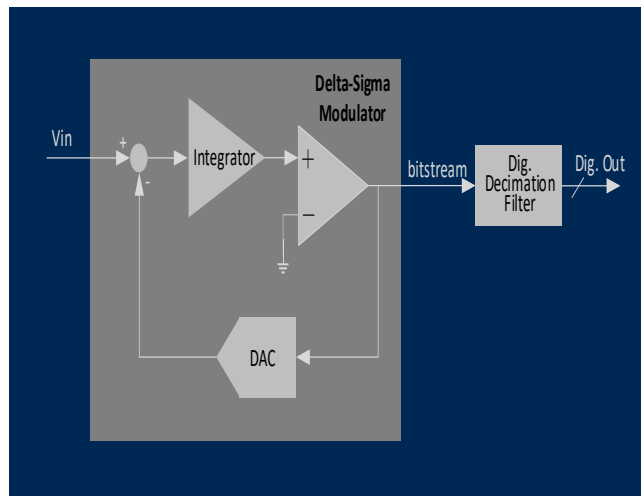 Delta-Sigma
Modulator
Vin
+
-
Integrator
+
−
bitstream
Dig.
Decimation
Filter
Dig. Out
DAC